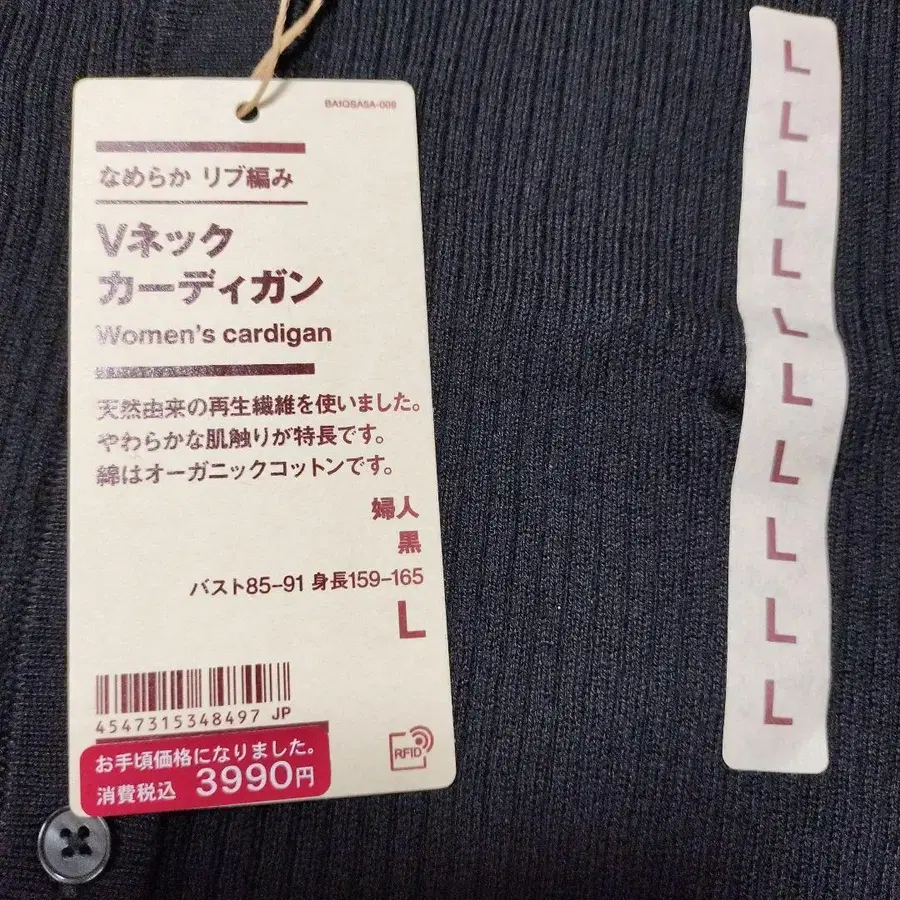 BA1QSA5A-009
なめらか リブ編み
Vネック
カーディガン
Women's cardigan
天然由来の再生繊維を使いました。
やわらかな肌触りが特長です。
綿はオーガニックコットンです。
婦人
黒
バスト85-91 身長159-165
L
4547315348497 JP
RFID
お手頃価格になりました。
消費税込 3990円
L
L
L
L
L
L
L
L
L
L